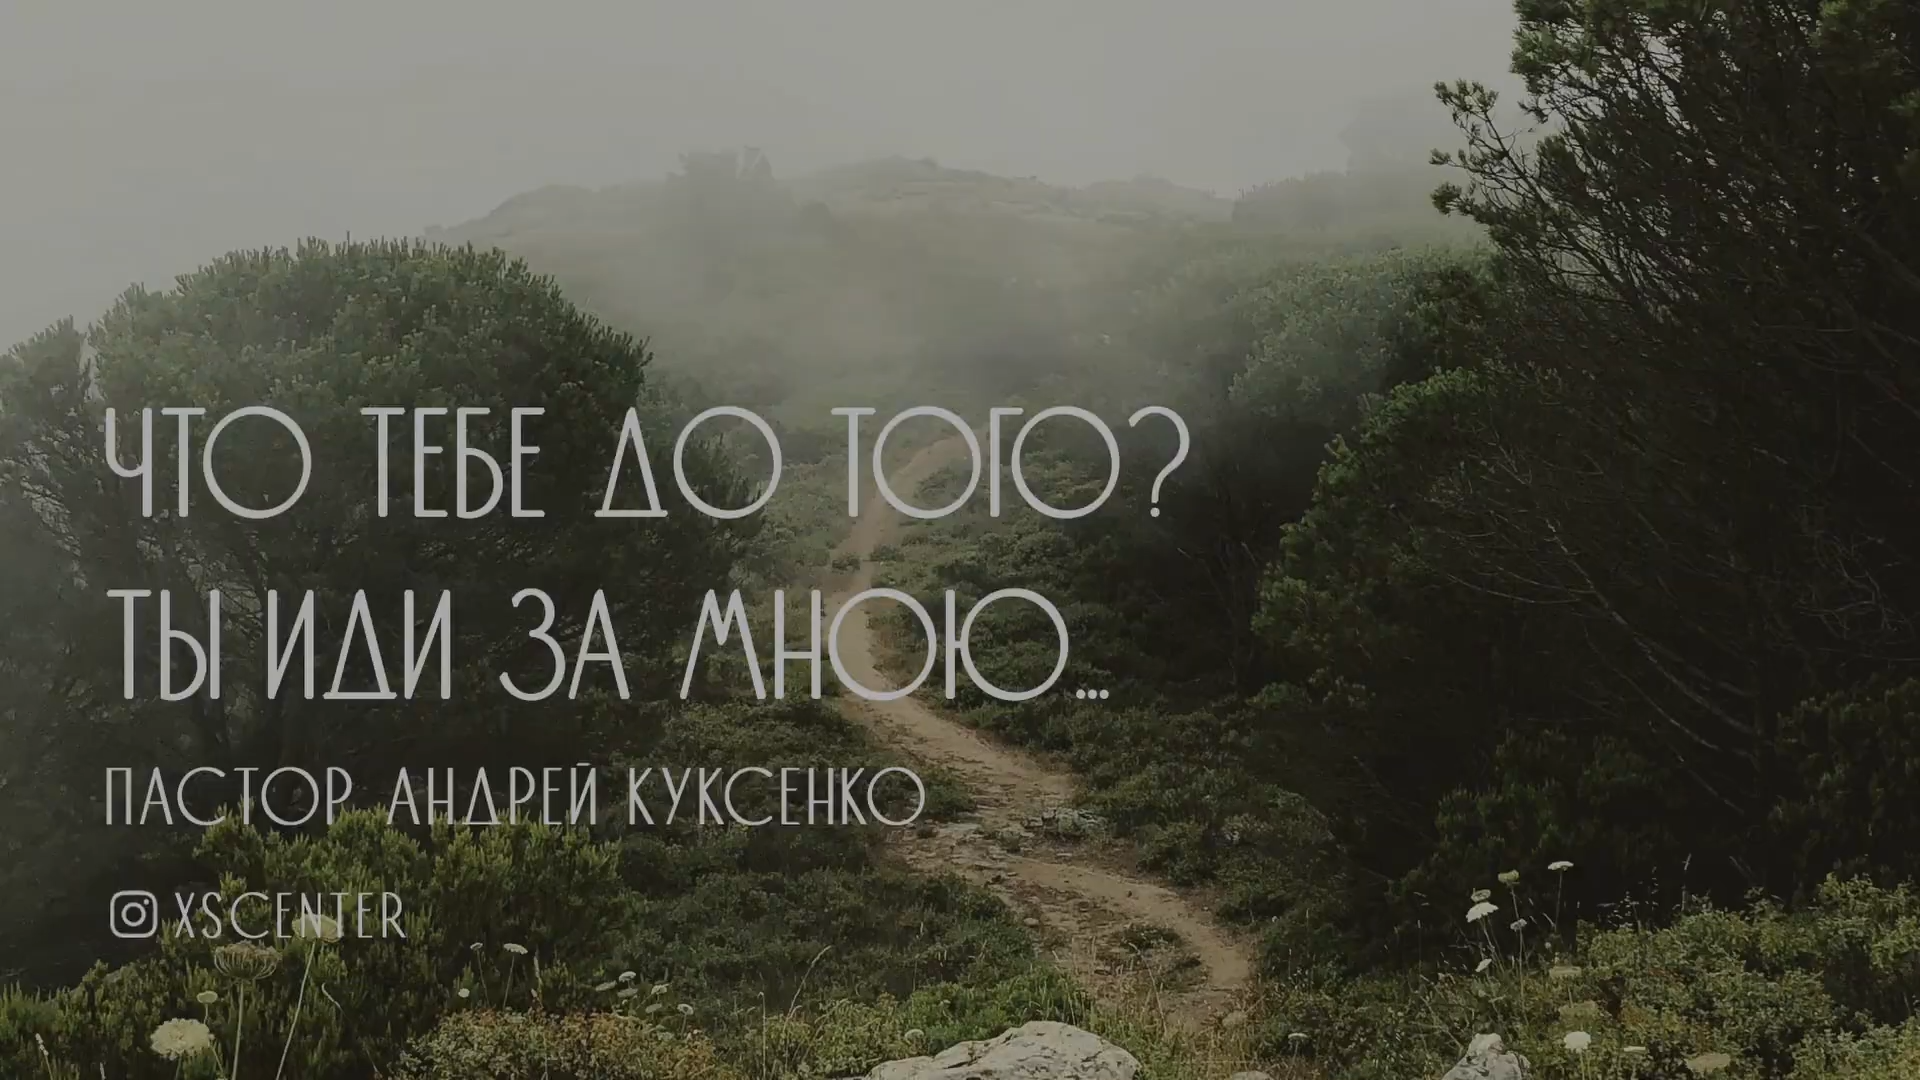 ЧТО ТЕБЕ ДО ТОГО?
ТЫ ИДИ ЗА МНОЮ...
ПАСТОР АНДРЕЙ КУКСЕНКО
XSCENTER